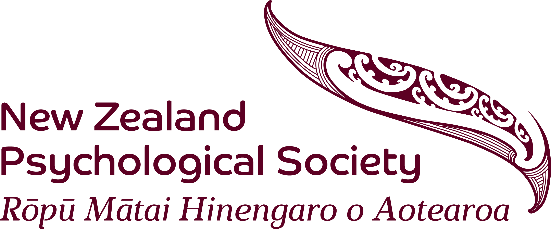 New Zealand
Psychological Society
Rōpū Mātai Hinengaro o Aotearoa